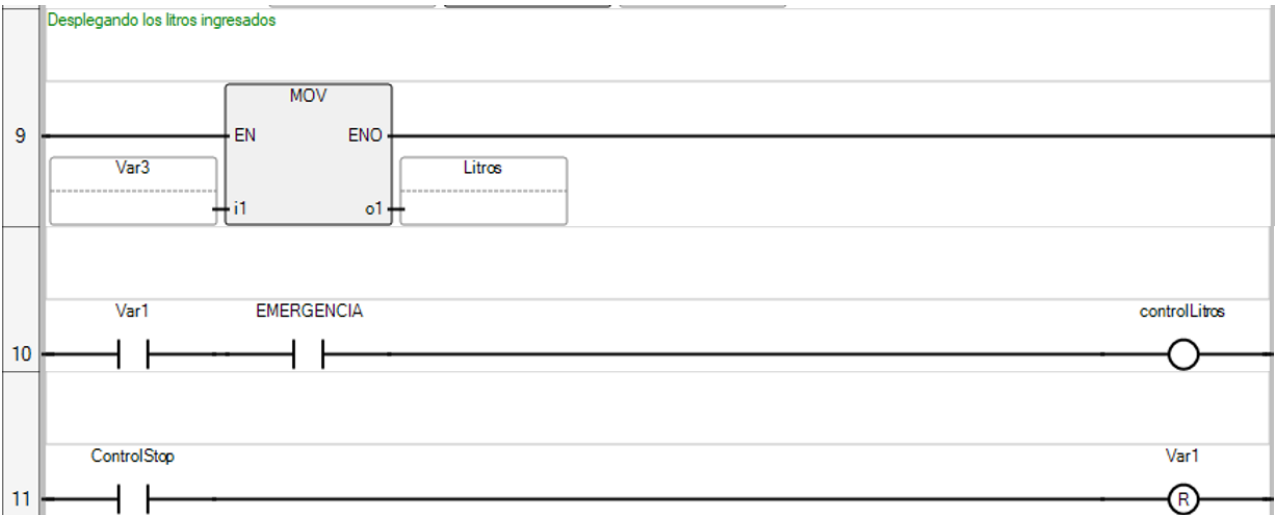 Desplegando los litros ingresados
MOV
9
EN ENO
Var3
Litros
i1 o1
Var1 EMERGENCIA controlLitros
10
ControlStop Var1
11
R